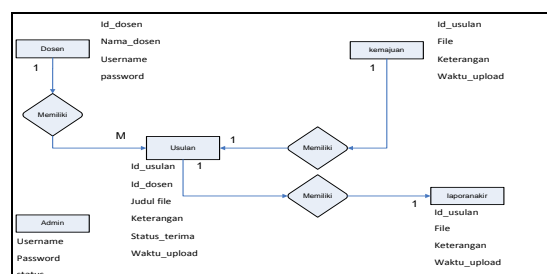 Id_dosen
Nama_dosen
Username
password
Dosen
1
Memiliki
M
Id_usulan
File
Keterangan
Waktu_upload
kemajuan
1
Memiliki
1
Usulan
1
Id_usulan
Id_dosen
Judul file
Keterangan
Status_terima
Waktu_upload
Memiliki
1
laporanakir
Id_usulan
File
Keterangan
Waktu_upload
Admin
Username
Password
status